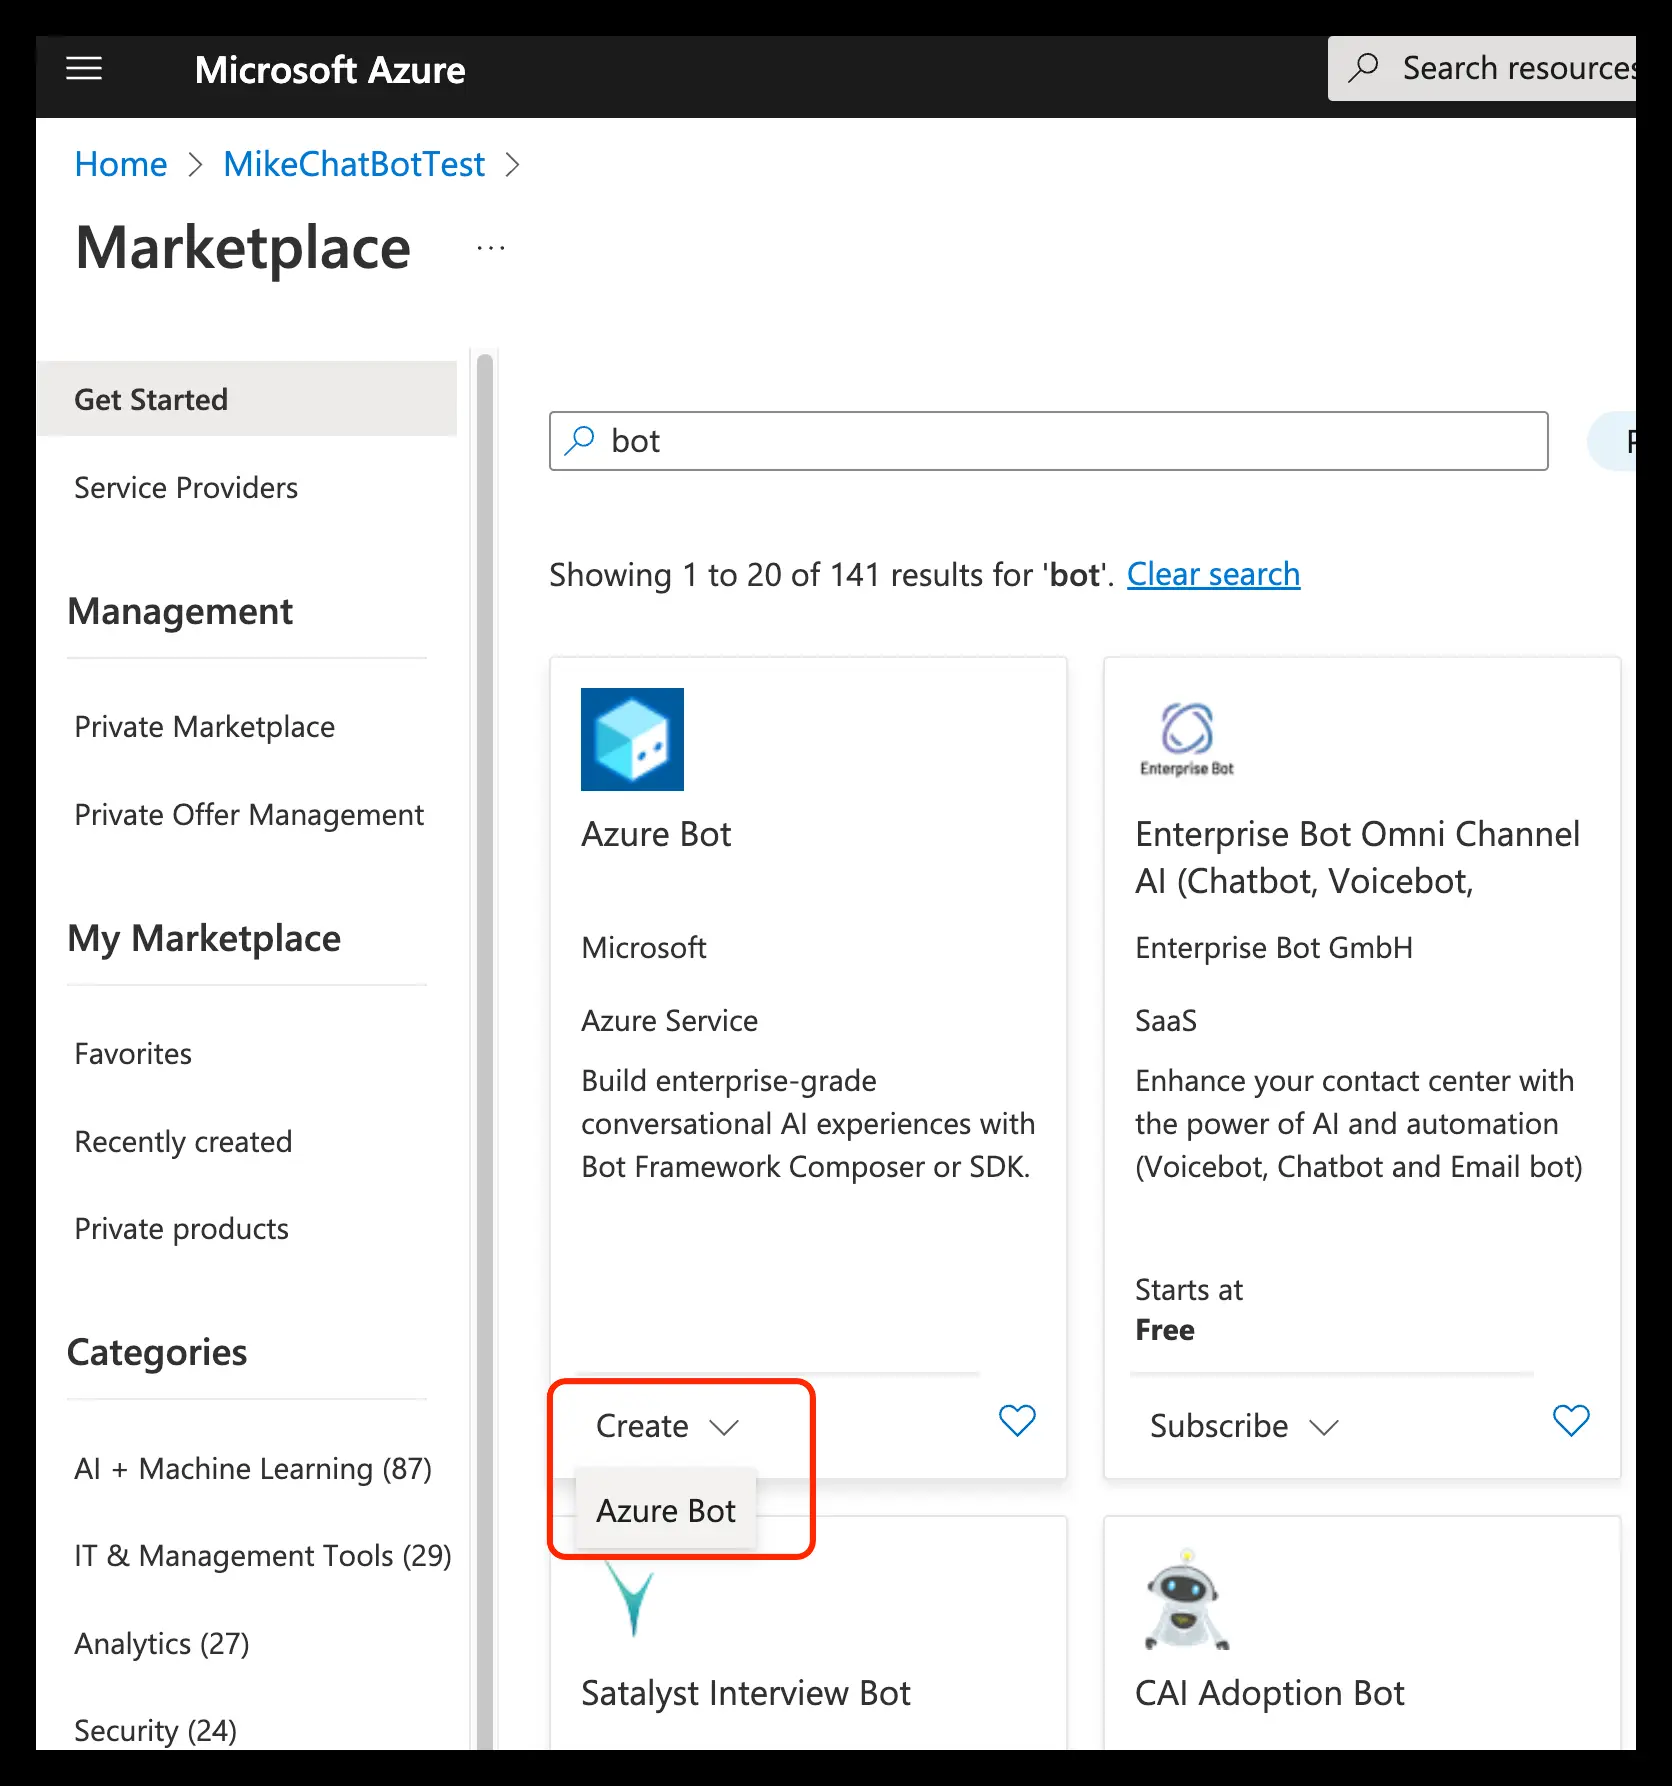 Microsoft Azure
Search resources
Home > MikeChatBotTest >
Marketplace ...
Get Started
Service Providers
Management
Private Marketplace
Private Offer Management
My Marketplace
Favorites
Recently created
Private products
Categories
AI + Machine Learning (87)
IT & Management Tools (29)
Analytics (27)
Security (24)
bot
Showing 1 to 20 of 141 results for 'bot'. Clear search
Azure Bot
Microsoft
Azure Service
Build enterprise-grade
conversational AI experiences with
Bot Framework Composer or SDK.
Create
Azure Bot
Enterprise Bot
Enterprise Bot Omni Channel
AI (Chatbot, Voicebot,
Enterprise Bot GmbH
SaaS
Enhance your contact center with
the power of AI and automation
(Voicebot, Chatbot and Email bot)
Starts at
Free
Subscribe
Satalyst Interview Bot
CAI Adoption Bot